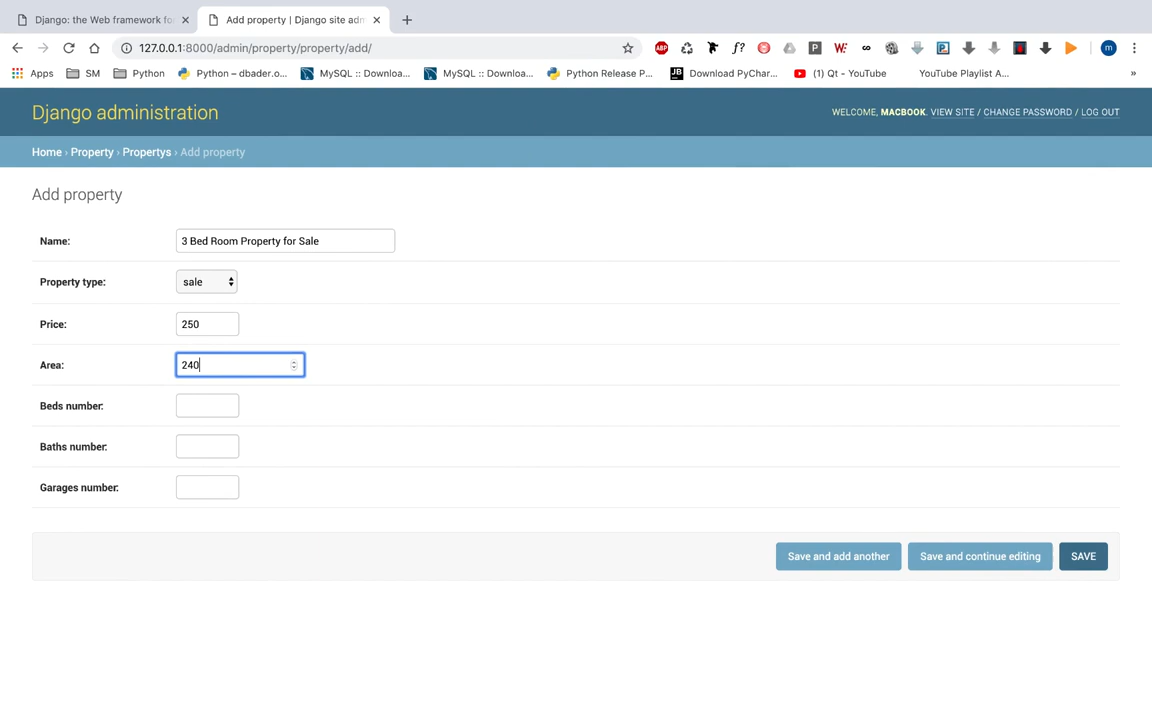 Django: the Web framework fo
Add property | Django site adm
127.0.0.1:8000/admin/property/property/add/
ABP
f?
P
W:
P
m
Apps
SM
Python
Python – dbader.o...
MySQL :: Downloa...
MySQL :: Downloa...
Python Release P...
JB
Download PyChar...
(1) Qt - YouTube
YouTube Playlist A...
»
Django administration
WELCOME, MACBOOK. VIEW SITE / CHANGE PASSWORD / LOG OUT
Home › Property › Propertys › Add property
Add property
Name: 3 Bed Room Property for Sale
Property type: sale
Price: 250
Area: 240
Beds number:
Baths number:
Garages number:
Save and add another
Save and continue editing
SAVE